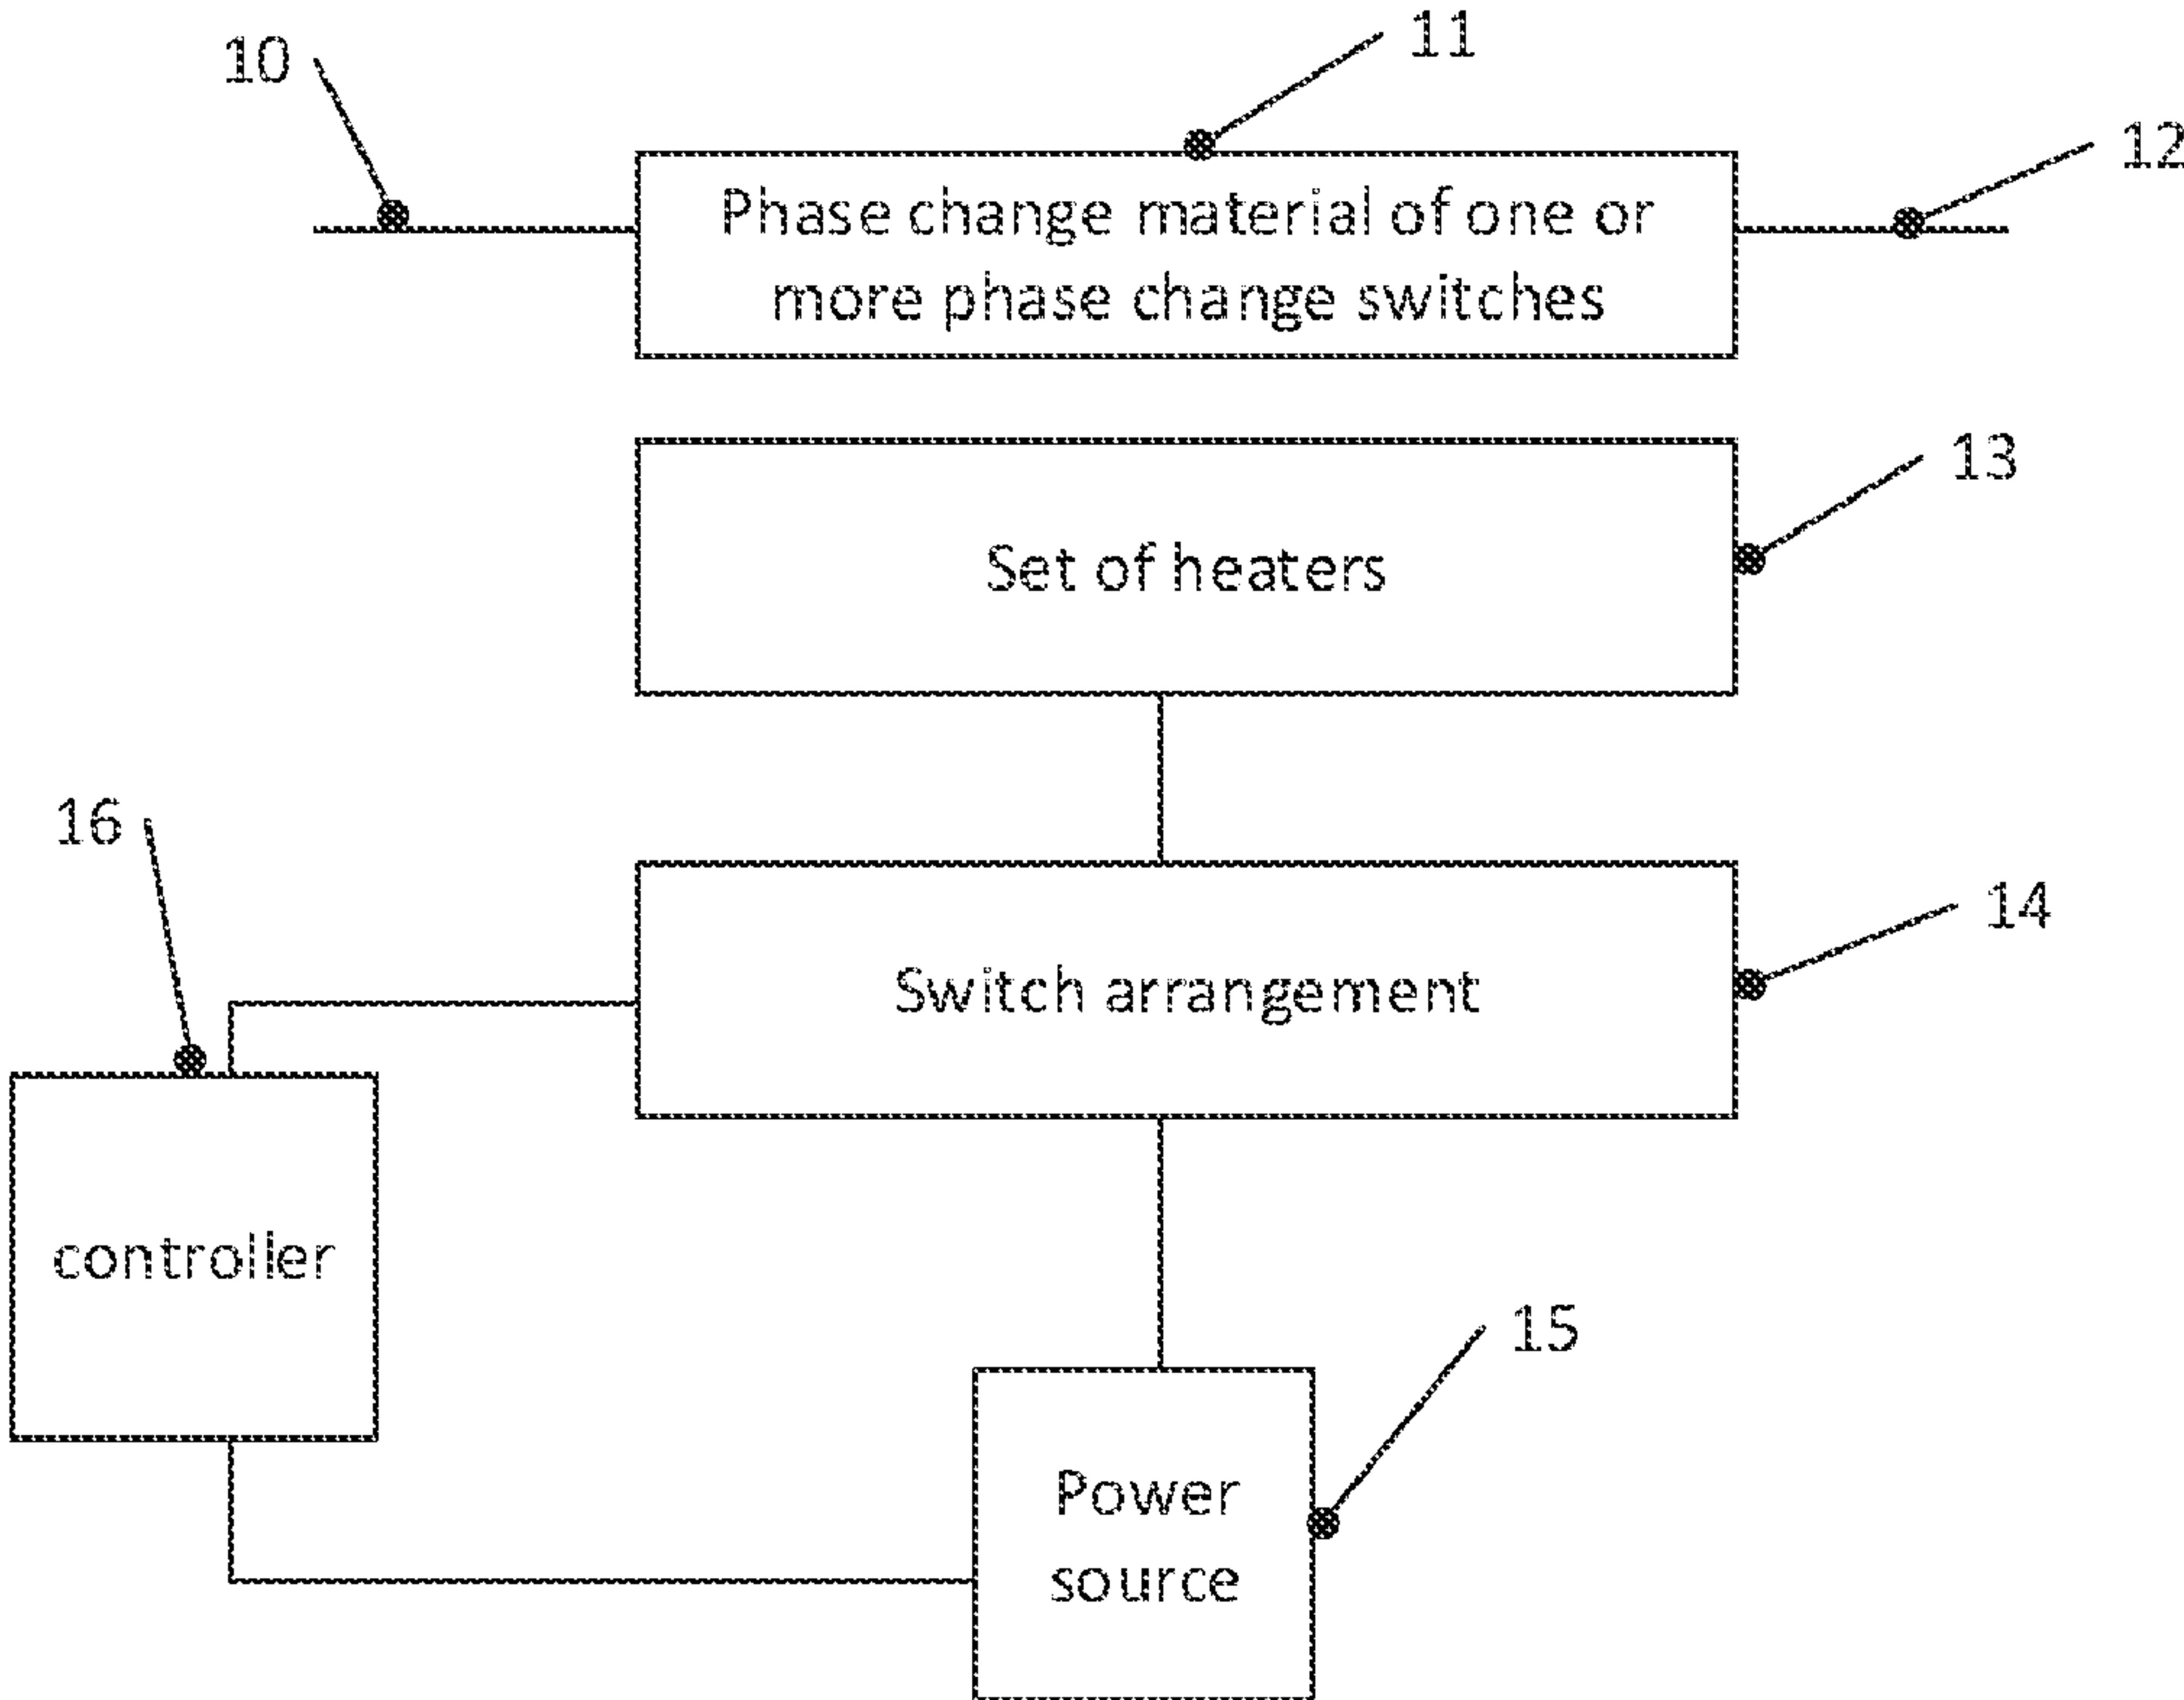 11
10
12
Phase change material of one or
more phase change switches
13
Set of heaters
16
14
Switch arrangement
controller
15
Power
source